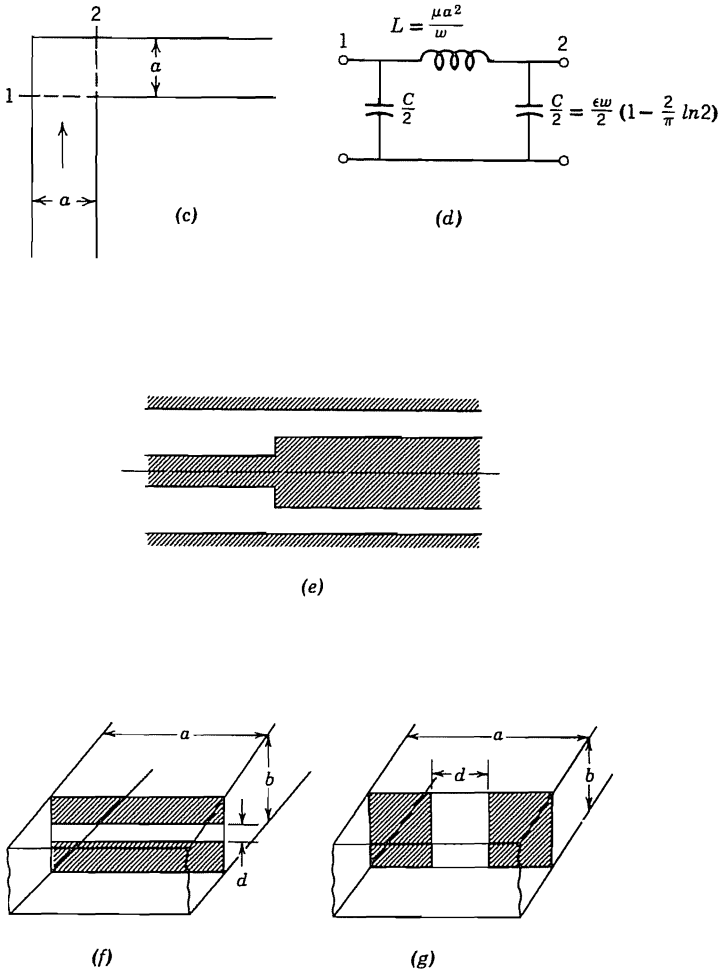 2
a
1
a
(c)
L = μa²/w
1
2
C/2
C/2 = ϵw/2 (1 − 2/π ln2)
(d)
(e)
a
b
d
(f)
a
d
b
(g)